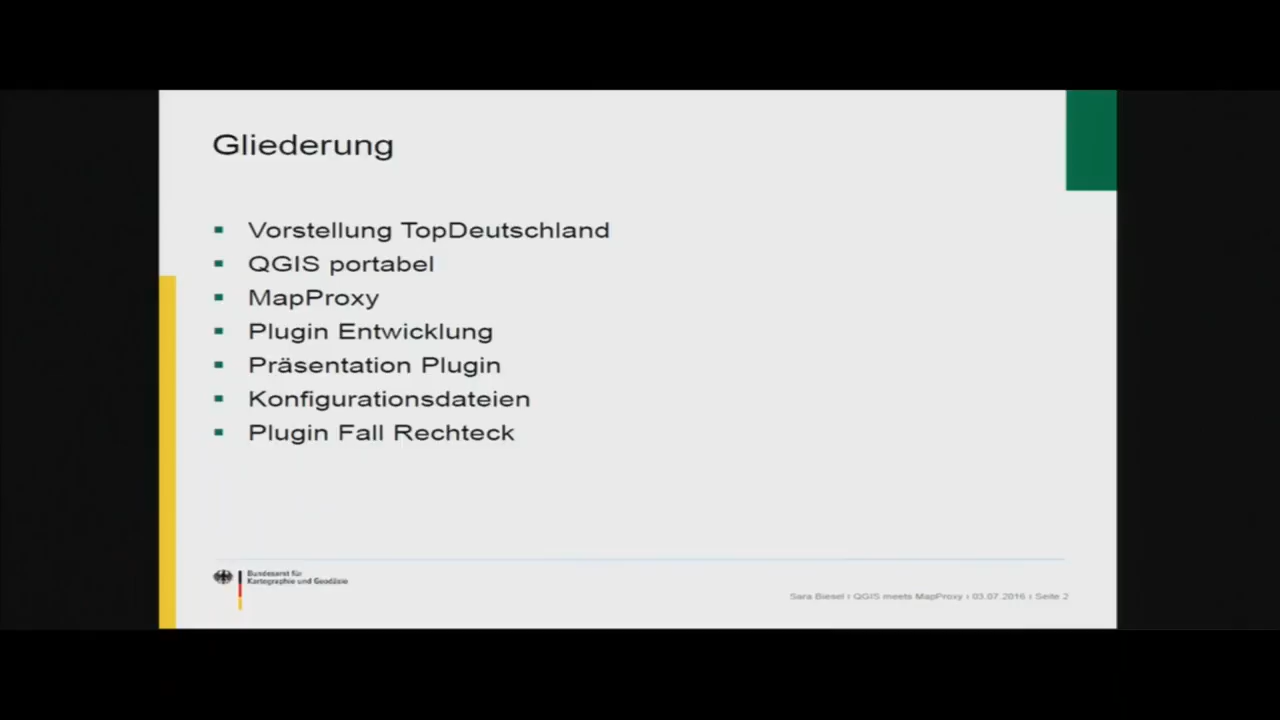 Gliederung
Vorstellung TopDeutschland
QGIS portabel
MapProxy
Plugin Entwicklung
Präsentation Plugin
Konfigurationsdateien
Plugin Fall Rechteck
Bundesamt für
Kartographie und Geodäsie
Sara Biesel I QGIS meets MapProxy I 03.07.2016 I Seite 2